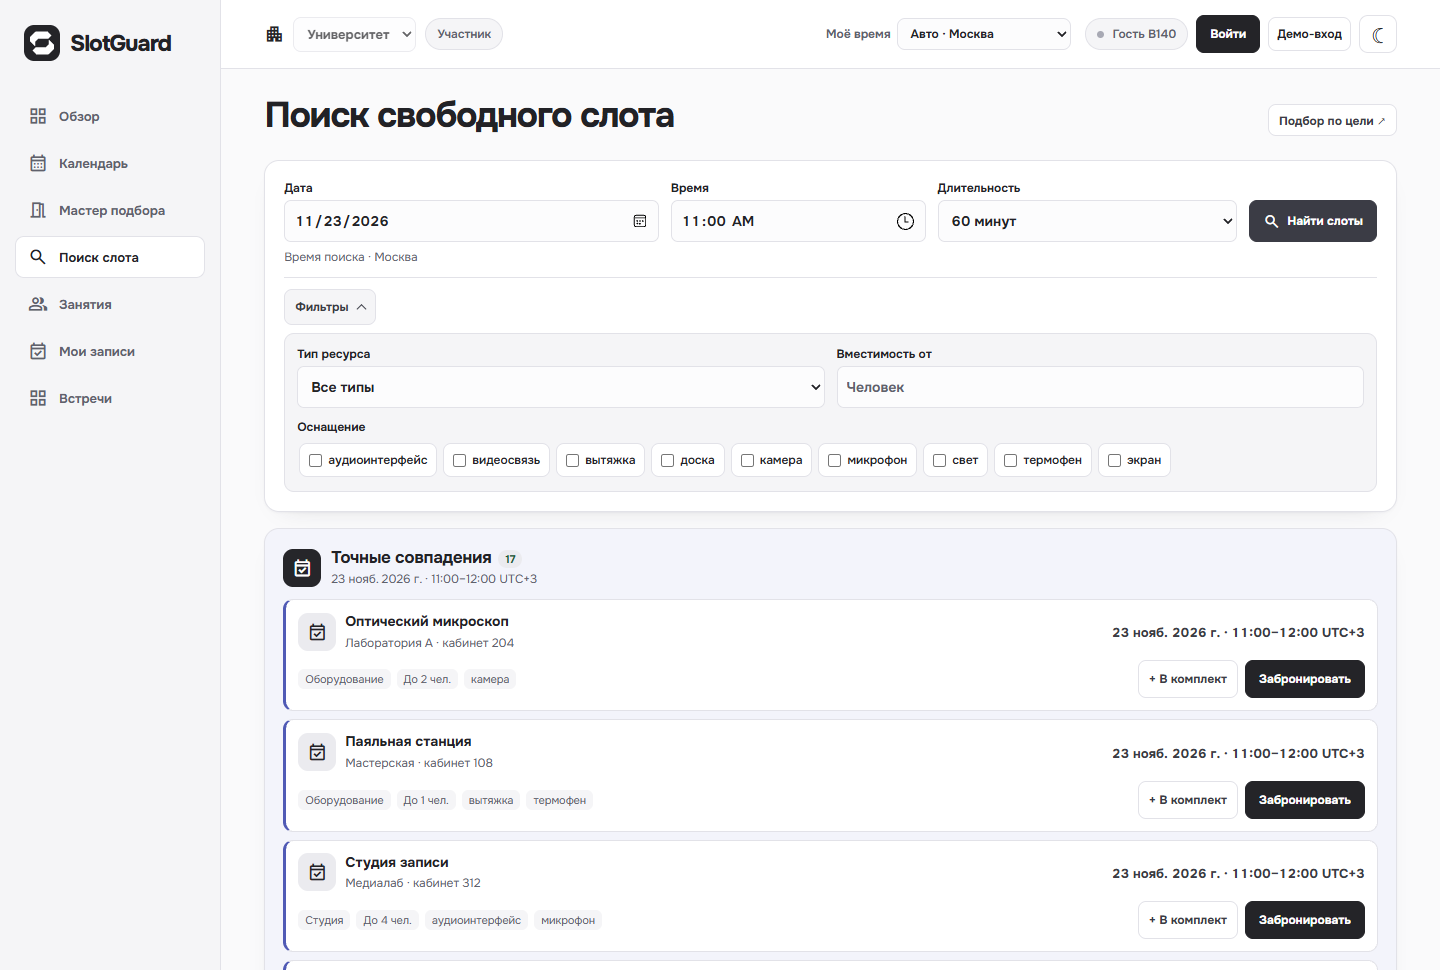 SlotGuard
Обзор
Календарь
Мастер подбора
Поиск слота
Занятия
Мои записи
Встречи
Университет
Участник
Моё время
Авто · Москва
Гость B140
Войти
Демо-вход
Поиск свободного слота
Подбор по цели ↗
Дата
Время
Длительность
11/23/2026
11:00 AM
60 минут
Найти слоты
Время поиска · Москва
Фильтры
Тип ресурса
Вместимость от
Все типы
Человек
Оснащение
аудиоинтерфейс
видеосвязь
вытяжка
доска
камера
микрофон
свет
термофен
экран
Точные совпадения 17
23 нояб. 2026 г. · 11:00–12:00 UTC+3
Оптический микроскоп
Лаборатория А · кабинет 204
23 нояб. 2026 г. · 11:00–12:00 UTC+3
Оборудование
До 2 чел.
камера
+ В комплект
Забронировать
Паяльная станция
Мастерская · кабинет 108
23 нояб. 2026 г. · 11:00–12:00 UTC+3
Оборудование
До 1 чел.
вытяжка
термофен
+ В комплект
Забронировать
Студия записи
Медиалаб · кабинет 312
23 нояб. 2026 г. · 11:00–12:00 UTC+3
Студия
До 4 чел.
аудиоинтерфейс
микрофон
+ В комплект
Забронировать